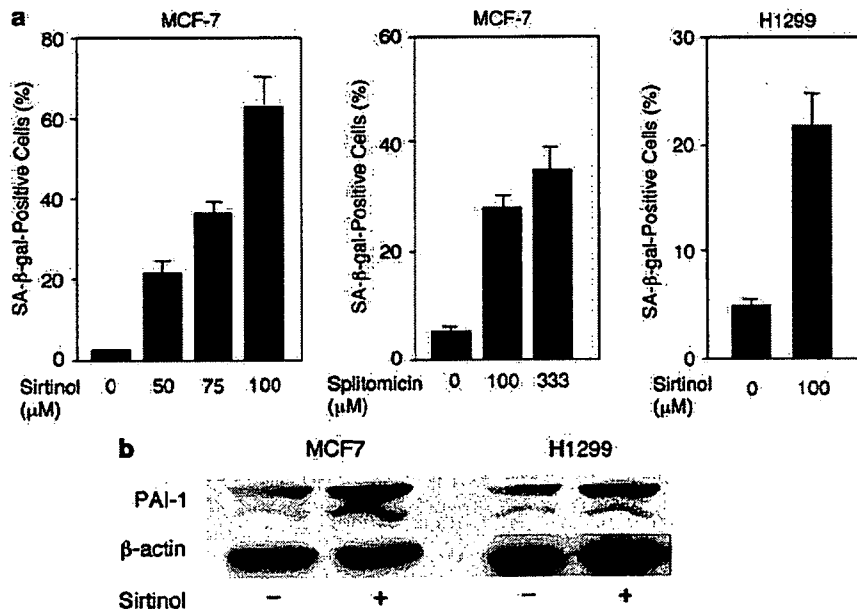 a
MCF-7
SA-β-gal-Positive Cells (%)
80
60
40
20
0
Sirtinol 0 50 75 100
(μM)
MCF-7
SA-β-gal-Positive Cells (%)
60
40
20
0
Splitomicin 0 100 333
(μM)
H1299
SA-β-gal-Positive Cells (%)
30
20
10
0
Sirtinol 0 100
(μM)
b
MCF7 H1299
PAI-1
β-actin
Sirtinol − + − +